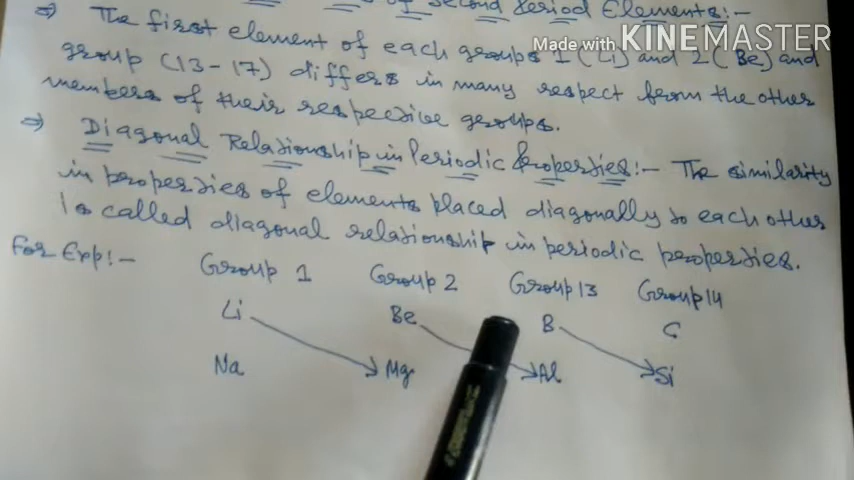 of Second Period Elements:-
Made with KINEMASTER
⇒ The first element of each groups 1 (Li) and 2 (Be) and
group (13-17) differs in many respect from the other
members of their respective groups.
⇒ Diagonal Relationship in Periodic Properties:- The similarity
in properties of elements placed diagonally to each other
is called diagonal relationship in periodic properties.
For Exp:- Group 1 Group 2 Group 13 Group 14
Li Be B C
Na Mg Al Si